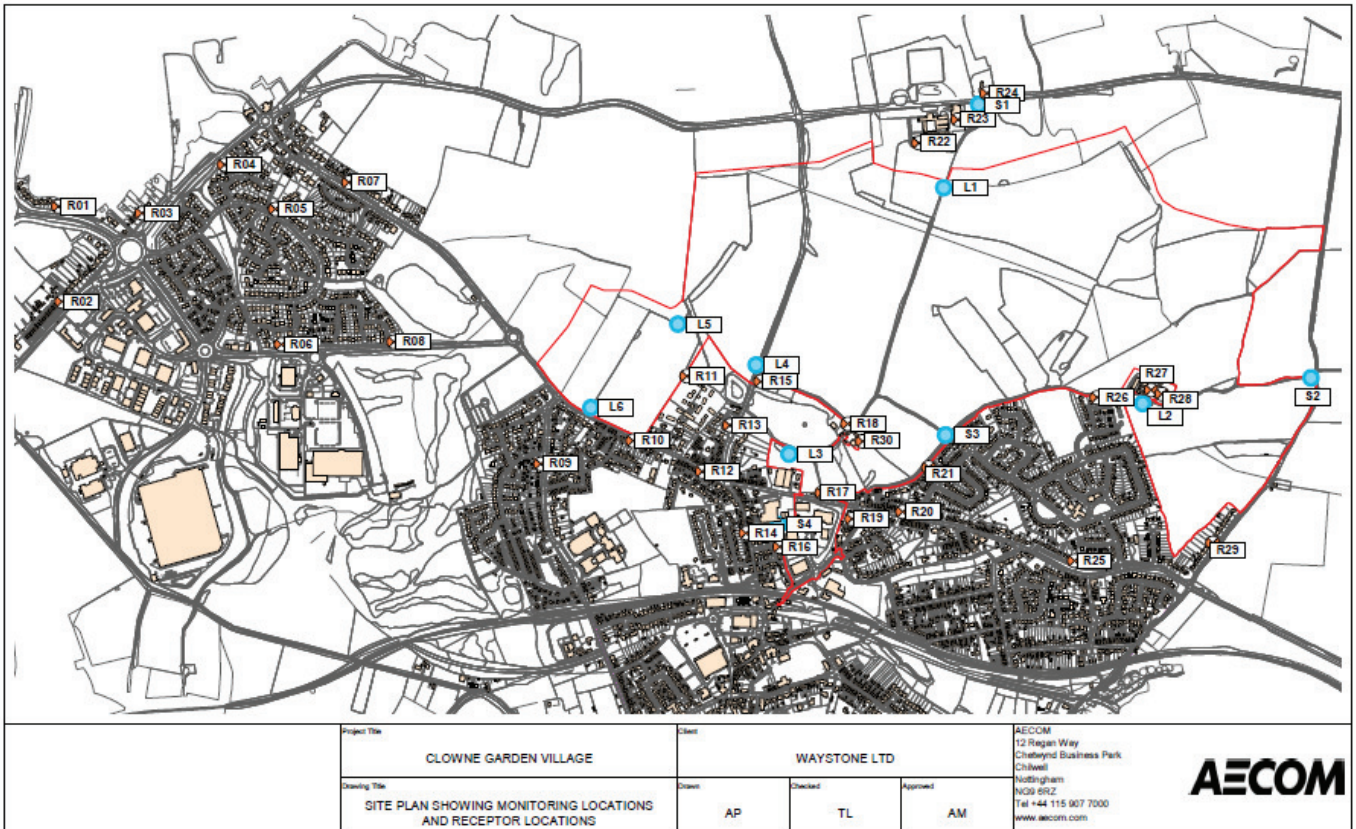 R24
S1
R23
R22
R04
R07
L1
R01
R03
R05
R02
L5
R06
R08
L4
R11
R15
R27
R26
R28
L2
S2
L6
R13
R18
R10
R30
S3
L3
R09
R12
R21
R17
R20
R19
S4
R14
R16
R29
R25
Project Title
CLOWNE GARDEN VILLAGE
Client
WAYSTONE LTD
Drawing Title
SITE PLAN SHOWING MONITORING LOCATIONS
AND RECEPTOR LOCATIONS
Drawn
AP
Checked
TL
Approved
AM
AECOM
12 Regan Way
Chetwynd Business Park
Chilwell
Nottingham
NG9 6RZ
Tel +44 115 907 7000
www.aecom.com
AECOM